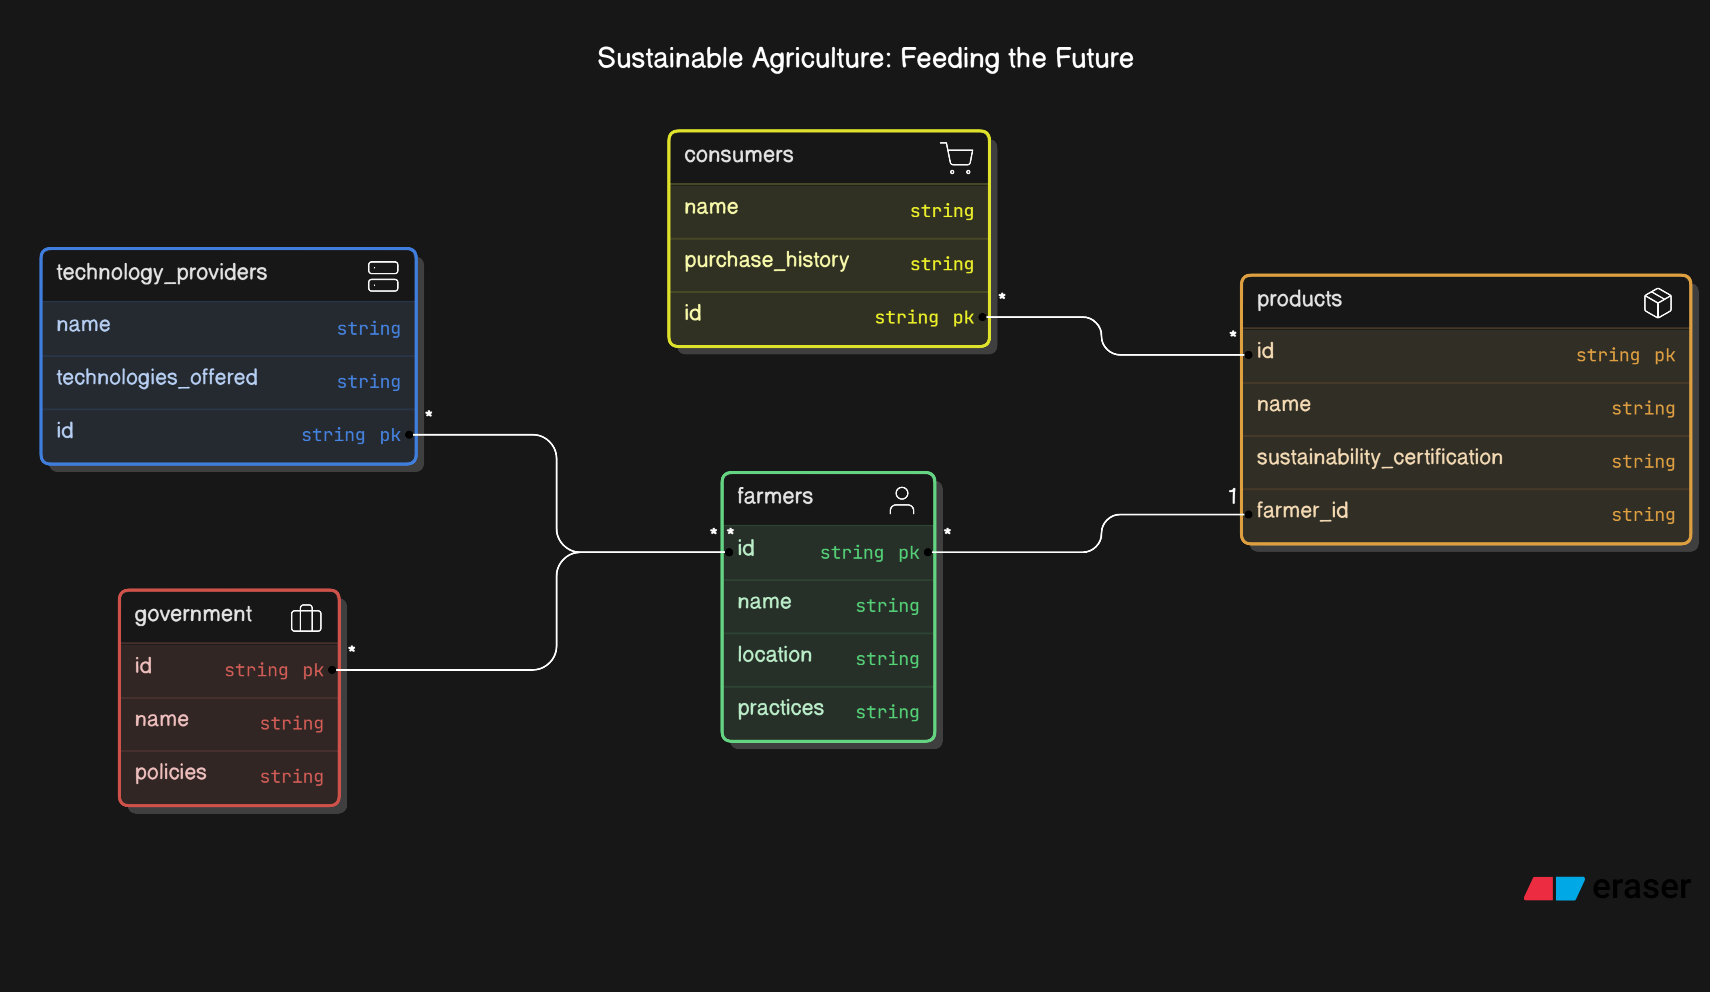 Sustainable Agriculture: Feeding the Future
consumers
name string
purchase_history string
id string pk
*
technology_providers
name string
technologies_offered string
id string pk
*
products
*
id string pk
name string
sustainability_certification string
1
farmer_id string
farmers
* *
id string pk
*
name string
location string
practices string
government
*
id string pk
name string
policies string
eraser